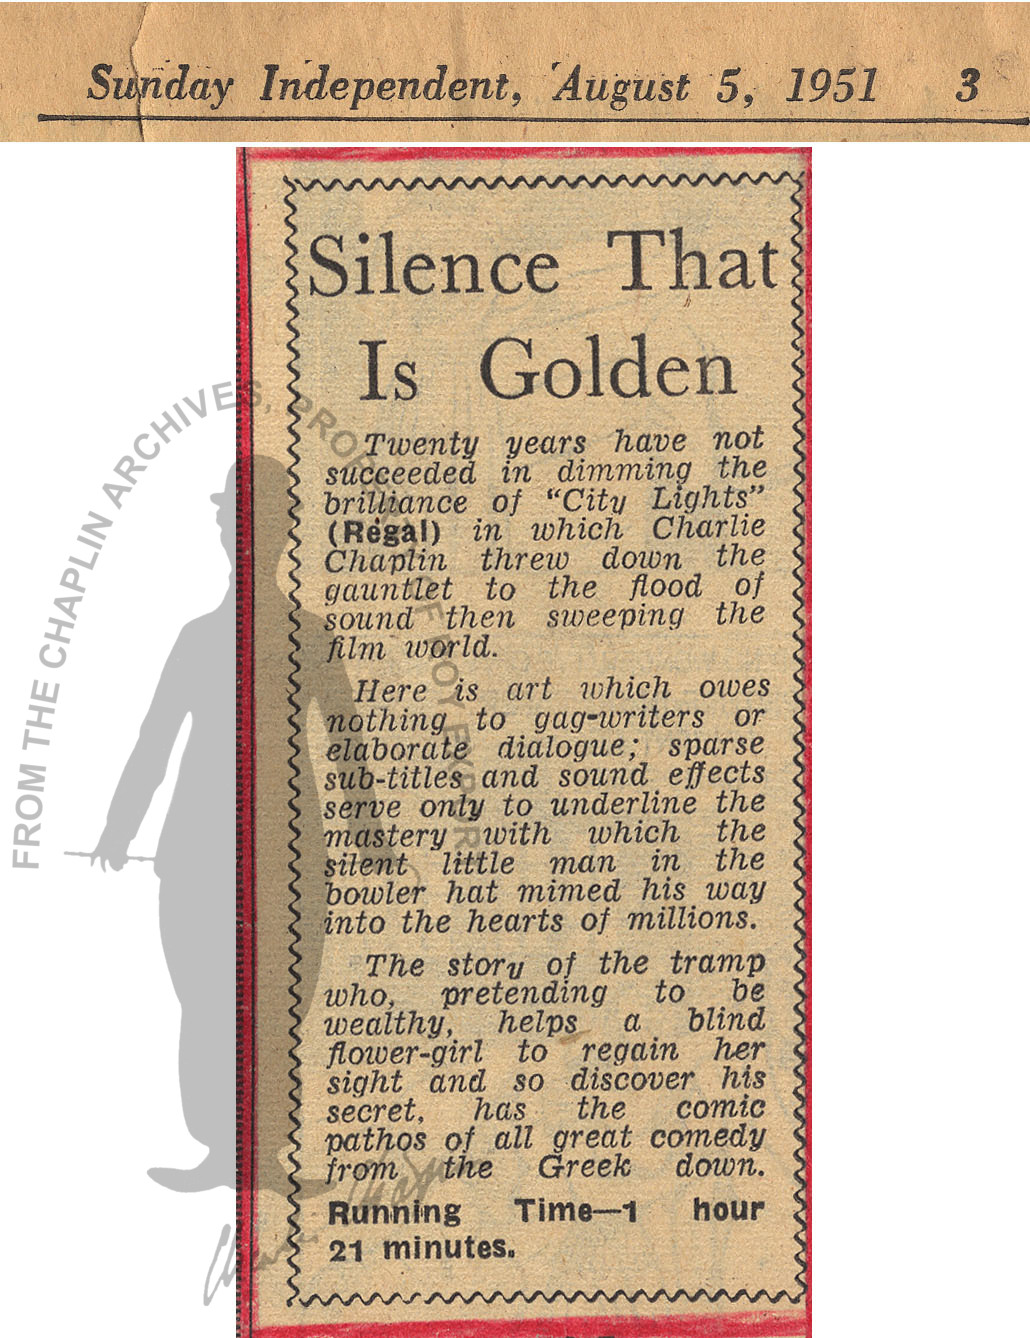 Sunday Independent, August 5, 1951 3
Silence That
Is Golden
Twenty years have not
succeeded in dimming the
brilliance of “City Lights”
(Regal) in which Charlie
Chaplin threw down the
gauntlet to the flood of
sound then sweeping the
film world.
Here is art which owes
nothing to gag-writers or
elaborate dialogue; sparse
sub-titles and sound effects
serve only to underline the
mastery with which the
silent little man in the
bowler hat mimed his way
into the hearts of millions.
The story of the tramp
who, pretending to be
wealthy, helps a blind
flower-girl to regain her
sight and so discover his
secret, has the comic
pathos of all great comedy
from the Greek down.
Running Time—1 hour
21 minutes.
FROM THE CHAPLIN ARCHIVES,